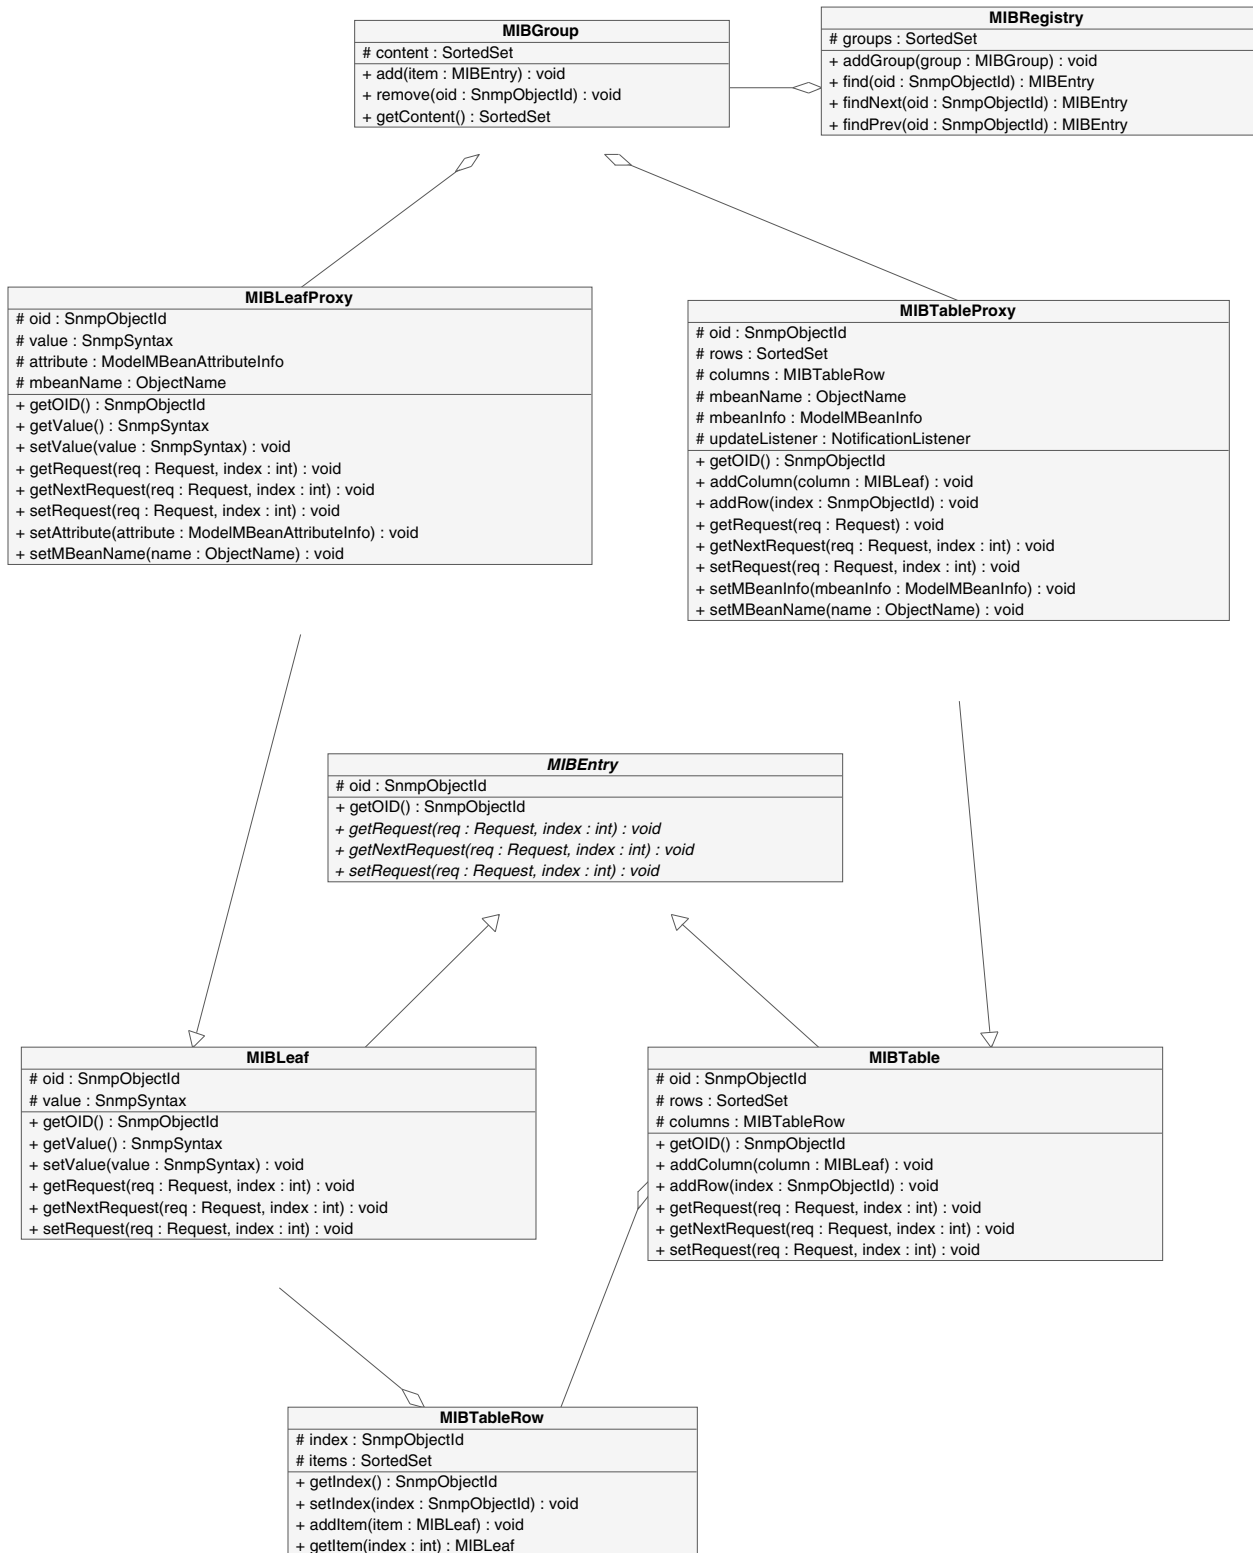 MIBGroup
# content : SortedSet
+ add(item : MIBEntry) : void
+ remove(oid : SnmpObjectId) : void
+ getContent() : SortedSet
MIBRegistry
# groups : SortedSet
+ addGroup(group : MIBGroup) : void
+ find(oid : SnmpObjectId) : MIBEntry
+ findNext(oid : SnmpObjectId) : MIBEntry
+ findPrev(oid : SnmpObjectId) : MIBEntry
MIBLeafProxy
# oid : SnmpObjectId
# value : SnmpSyntax
# attribute : ModelMBeanAttributeInfo
# mbeanName : ObjectName
+ getOID() : SnmpObjectId
+ getValue() : SnmpSyntax
+ setValue(value : SnmpSyntax) : void
+ getRequest(req : Request, index : int) : void
+ getNextRequest(req : Request, index : int) : void
+ setRequest(req : Request, index : int) : void
+ setAttribute(attribute : ModelMBeanAttributeInfo) : void
+ setMBeanName(name : ObjectName) : void
MIBTableProxy
# oid : SnmpObjectId
# rows : SortedSet
# columns : MIBTableRow
# mbeanName : ObjectName
# mbeanInfo : ModelMBeanInfo
# updateListener : NotificationListener
+ getOID() : SnmpObjectId
+ addColumn(column : MIBLeaf) : void
+ addRow(index : SnmpObjectId) : void
+ getRequest(req : Request) : void
+ getNextRequest(req : Request, index : int) : void
+ setRequest(req : Request, index : int) : void
+ setMBeanInfo(mbeanInfo : ModelMBeanInfo) : void
+ setMBeanName(name : ObjectName) : void
MIBEntry
# oid : SnmpObjectId
+ getOID() : SnmpObjectId
+ getRequest(req : Request, index : int) : void
+ getNextRequest(req : Request, index : int) : void
+ setRequest(req : Request, index : int) : void
MIBLeaf
# oid : SnmpObjectId
# value : SnmpSyntax
+ getOID() : SnmpObjectId
+ getValue() : SnmpSyntax
+ setValue(value : SnmpSyntax) : void
+ getRequest(req : Request, index : int) : void
+ getNextRequest(req : Request, index : int) : void
+ setRequest(req : Request, index : int) : void
MIBTable
# oid : SnmpObjectId
# rows : SortedSet
# columns : MIBTableRow
+ getOID() : SnmpObjectId
+ addColumn(column : MIBLeaf) : void
+ addRow(index : SnmpObjectId) : void
+ getRequest(req : Request, index : int) : void
+ getNextRequest(req : Request, index : int) : void
+ setRequest(req : Request, index : int) : void
MIBTableRow
# index : SnmpObjectId
# items : SortedSet
+ getIndex() : SnmpObjectId
+ setIndex(index : SnmpObjectId) : void
+ addItem(item : MIBLeaf) : void
+ getItem(index : int) : MIBLeaf